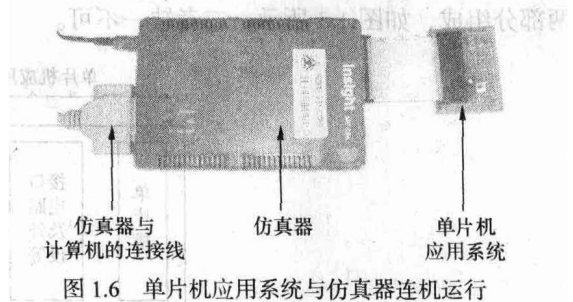 insight
仿真器与
计算机的连接线
仿真器
单片机
应用系统
图 1.6 单片机应用系统与仿真器连机运行